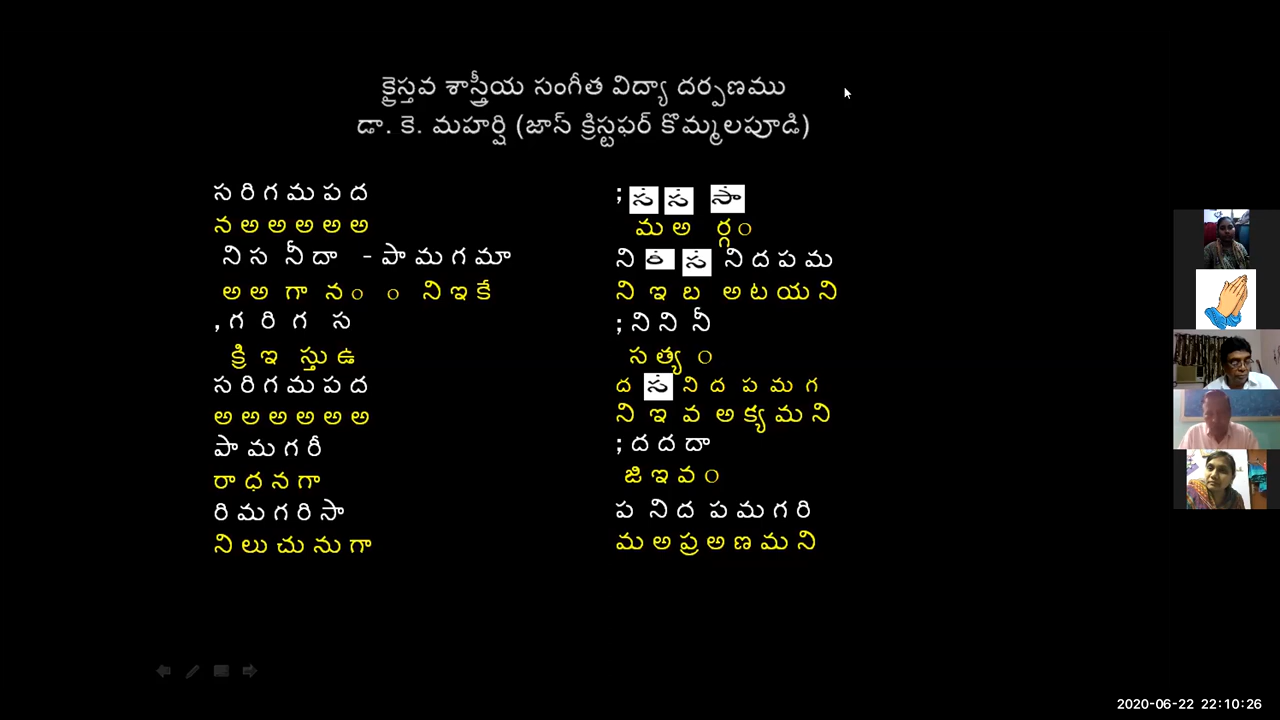 క్రైస్తవ శాస్త్రీయ సంగీత విద్యా దర్పణము
డా. కె. మహర్షి (జాస్ క్రిస్టఫర్ కొమ్మలపూడి)
స రి గ మ ప ద
న అ అ అ అ అ
ని స నీ దా - పా మ గ మా
అ అ గా న ం ం ని ఇ కే
, గ రి గ స
క్రి ఇ స్తు ఉ
స రి గ మ ప ద
అ అ అ అ అ అ
పా మ గ రీ
రా ధ న గా
రి మ గ రి సా
ని లు చు ను గా
; స̇ స̇ సా̇
మ అ ర్గ ం
ని రి̇ స̇ ని ద ప మ
ని ఇ బ అ ట య ని
; ని ని నీ
స త్య ం
ద స̇ ని ద ప మ గ
ని ఇ వ అ క్య మ ని
; ద ద దా
జి ఇ వ ం
ప ని ద ప మ గ రి
మ అ ప్ర అ ణ మ ని
2020-06-22 22:10:26